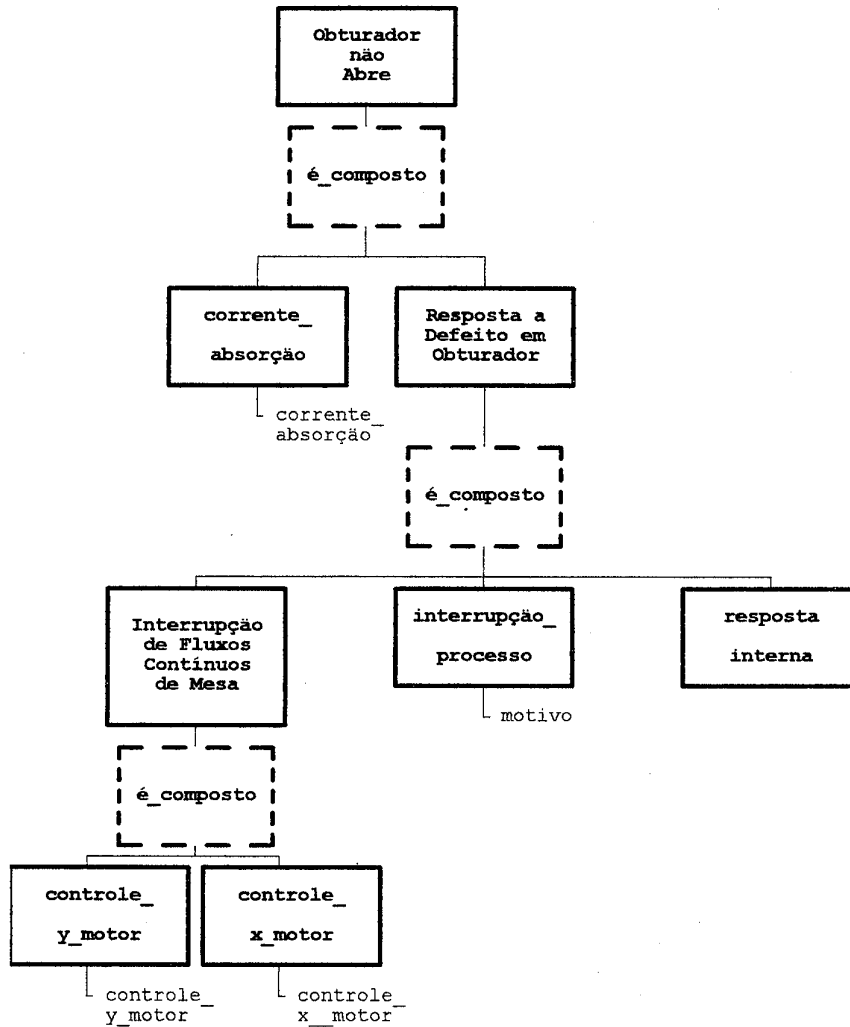 Obturador
não
Abre
é_composto
corrente_
absorção
Resposta a
Defeito em
Obturador
corrente_
absorção
é_composto
Interrupção
de Fluxos
Contínuos
de Mesa
interrupção_
processo
resposta
interna
motivo
é_composto
controle_
y_motor
controle_
x_motor
controle_
y_motor
controle_
x__motor